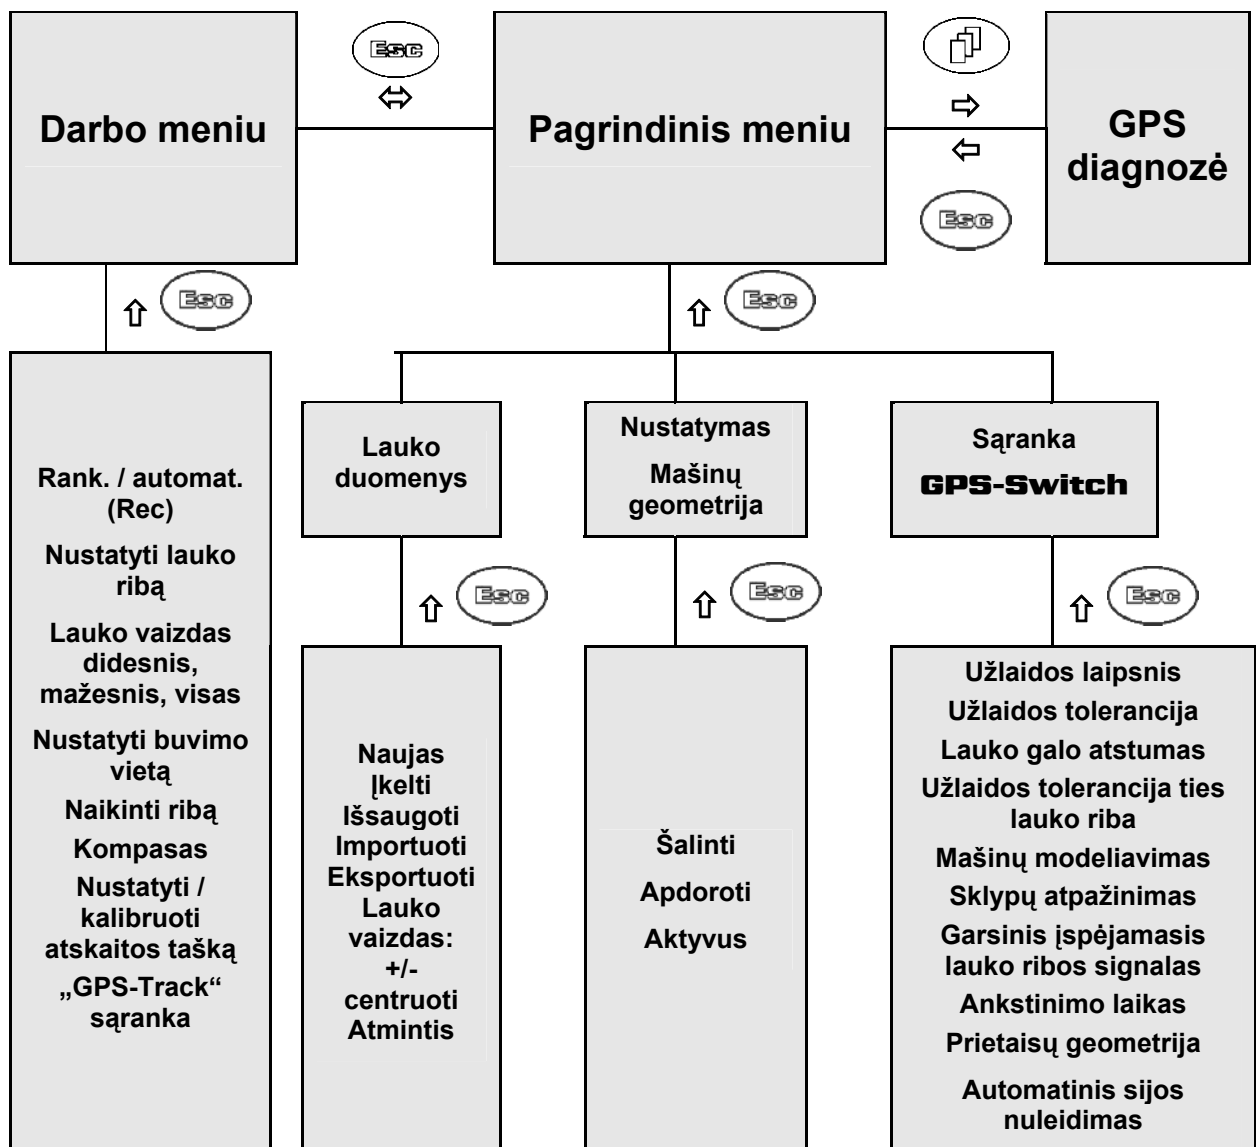 Esc
Darbo meniu
Pagrindinis meniu
GPS
diagnozė
Esc
Esc
Esc
Rank. / automat.
(Rec)
Nustatyti lauko
ribą
Lauko vaizdas
didesnis,
mažesnis, visas
Nustatyti buvimo
vietą
Naikinti ribą
Kompasas
Nustatyti /
kalibruoti
atskaitos tašką
„GPS-Track“
sąranka
Lauko
duomenys
Esc
Naujas
Įkelti
Išsaugoti
Importuoti
Eksportuoti
Lauko
vaizdas:
+/-
centruoti
Atmintis
Nustatymas
Mašinų
geometrija
Esc
Šalinti
Apdoroti
Aktyvus
Sąranka
GPS-Switch
Esc
Užlaidos laipsnis
Užlaidos tolerancija
Lauko galo atstumas
Užlaidos tolerancija ties
lauko riba
Mašinų modeliavimas
Sklypų atpažinimas
Garsinis įspėjamasis
lauko ribos signalas
Ankstinimo laikas
Prietaisų geometrija
Automatinis sijos
nuleidimas